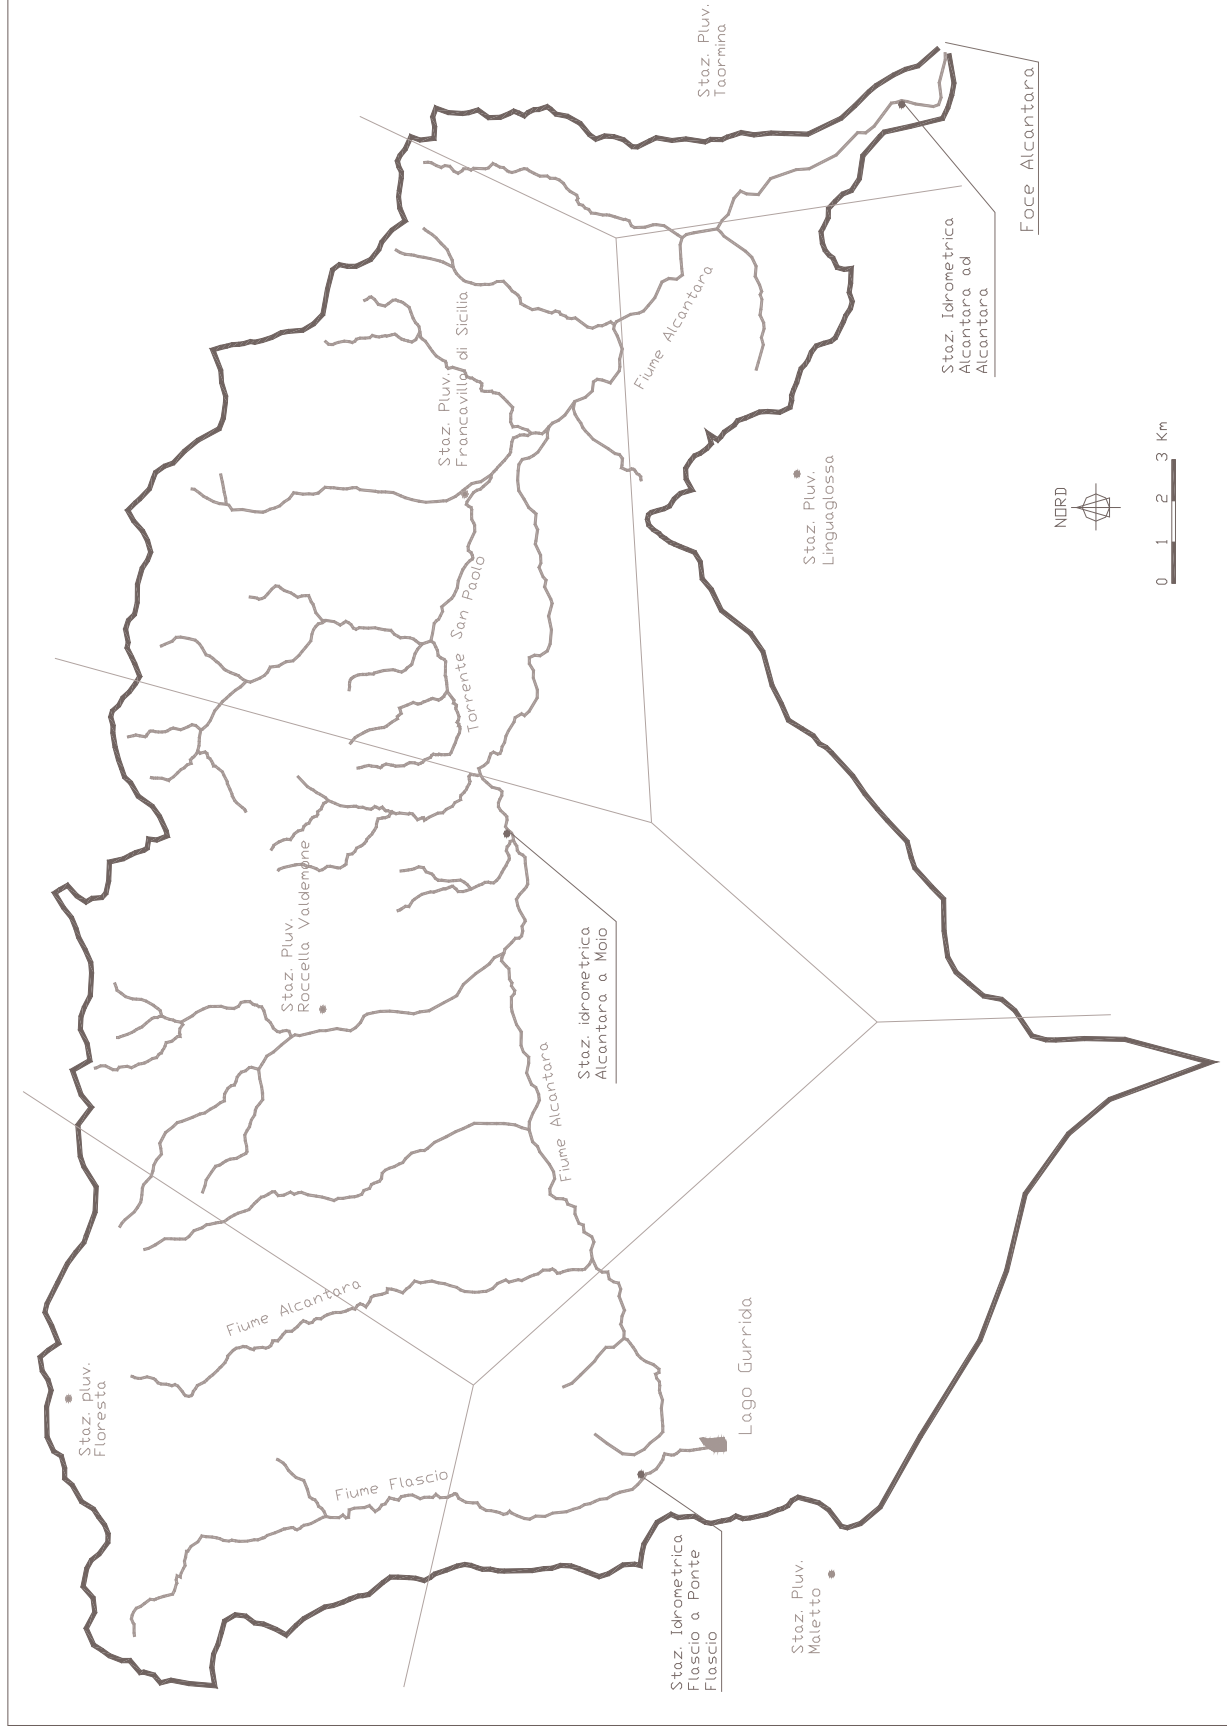 Staz. Pluv.
Taormina
Foce Alcantara
Staz. Idrometrica
Alcantara ad
Alcantara
Fiume Alcantara
Staz. Pluv.
Francavilla di Sicilia
Staz. Pluv.
Linguaglossa
NORD
0 1 2 3 Km
Torrente San Paolo
Staz. Pluv.
Roccella Valdemone
Staz. idrometrica
Alcantara a Moio
Fiume Alcantara
Fiume Alcantara
Staz. pluv.
Floresta
Fiume Flascio
Lago Gurrida
Staz. Idrometrica
Flascio a Ponte
Flascio
Staz. Pluv.
Maletto